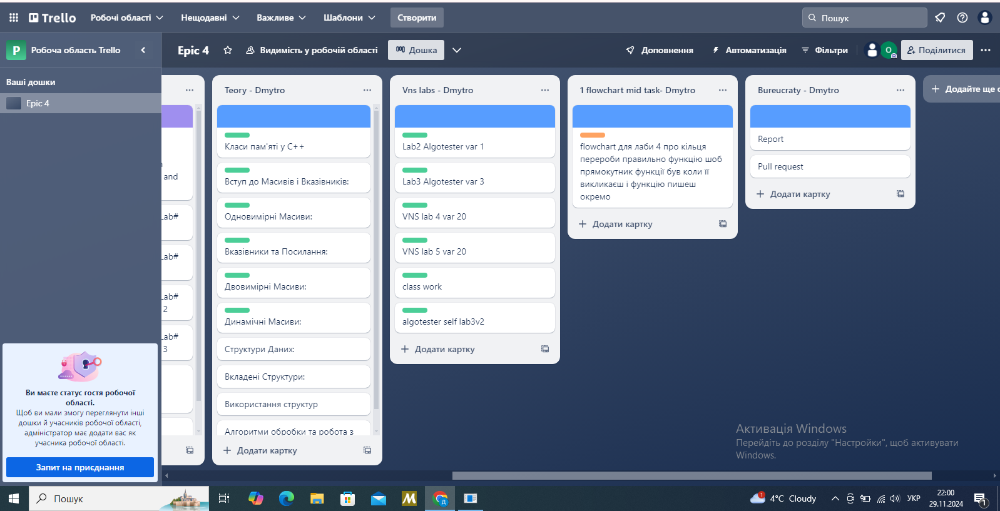 Trello
Робочі області
Нещодавні
Важливе
Шаблони
Створити
Пошук
P
Робоча область Trello
Epic 4
Видимість у робочій області
Дошка
Доповнення
Автоматизація
Фільтри
O
Поділитися
Ваші дошки
Epic 4
and
Lab#
Lab#
Lab#
2
Lab#
3
Teory - Dmytro
Класи пам'яті у C++
Вступ до Масивів і Вказівників:
Одновимірні Масиви:
Вказівники та Посилання:
Двовимірні Масиви:
Динамічні Масиви:
Структури Даних:
Вкладені Структури:
Використання структур
Алгоритми обробки та робота з
Додати картку
Vns labs - Dmytro
Lab2 Algotester var 1
Lab3 Algotester var 3
VNS lab 4 var 20
VNS lab 5 var 20
class work
algotester self lab3v2
Додати картку
1 flowchart mid task- Dmytro
flowchart для лаби 4 про кільця
перероби правильно функцію шоб
прямокутник функції був коли її
викликаєш і функцію пишеш
окремо
Додати картку
Bureucraty - Dmytro
Report
Pull request
Додати картку
Додайте ще с
Ви маєте статус гостя робочої
області.
Щоб ви мали змогу переглянути інші
дошки й учасників робочої області,
адміністратор має додати вас як
учасника робочої області.
Запит на приєднання
Активація Windows
Перейдіть до розділу "Настройки", щоб активувати
Windows.
Пошук
M
Д
1
4°C Cloudy
УКР
22:00
29.11.2024
1